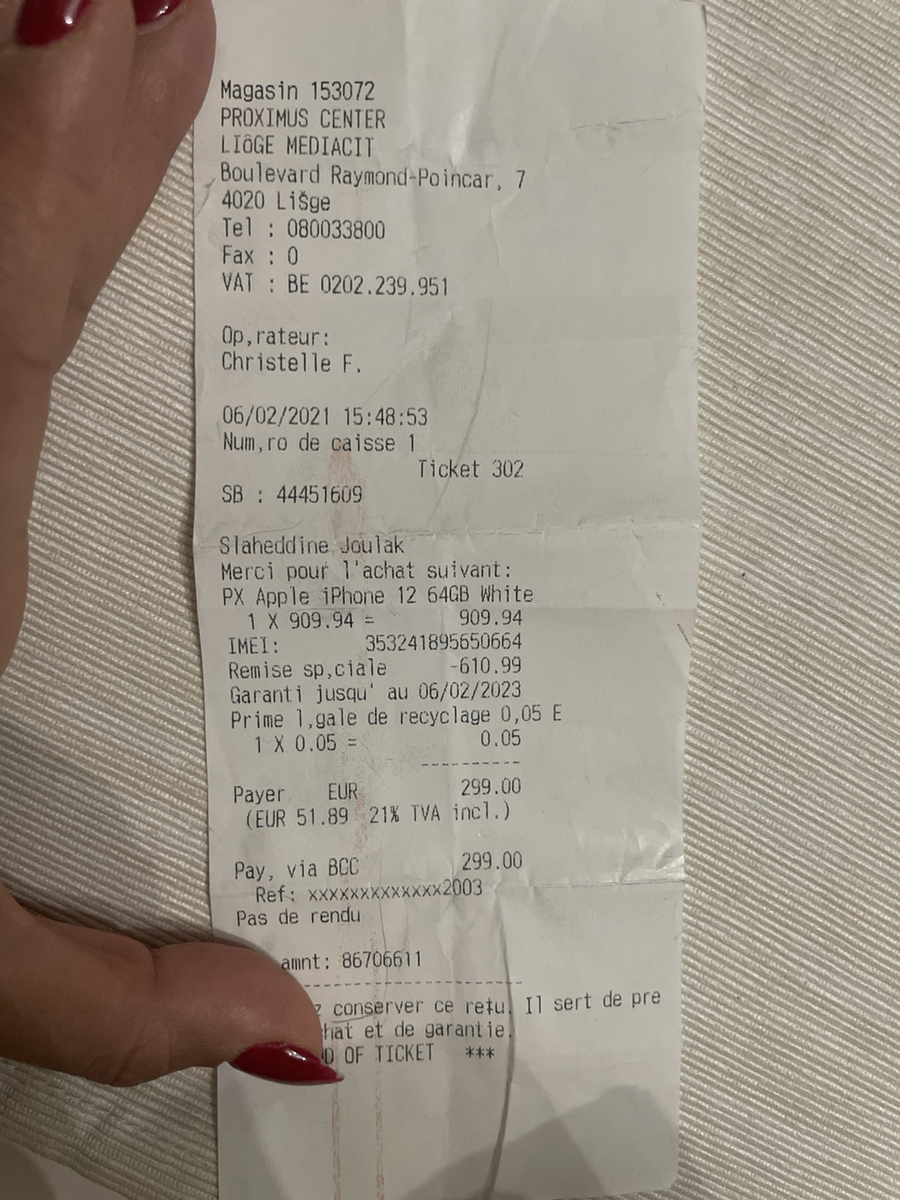 Magasin 153072
PROXIMUS CENTER
LIôGE MEDIACIT
Boulevard Raymond-Poincar, 7
4020 LiŠge
Tel : 080033800
Fax : 0
VAT : BE 0202.239.951
Op,rateur:
Christelle F.
06/02/2021 15:48:53
Num,ro de caisse 1
Ticket 302
SB : 44451609
Slaheddine Joulak
Merci pour l'achat suivant:
PX Apple iPhone 12 64GB White
1 X 909.94 = 909.94
IMEI: 353241895650664
Remise sp,ciale -610.99
Garanti jusqu' au 06/02/2023
Prime l,gale de recyclage 0,05 E
1 X 0.05 = 0.05
----------
Payer EUR 299.00
(EUR 51.89 21% TVA incl.)
Pay, via BCC 299.00
Ref: xxxxxxxxxxxxx2003
Pas de rendu
amnt: 86706611
z conserver ce re‡u. Il sert de pre
hat et de garantie.
D OF TICKET ***